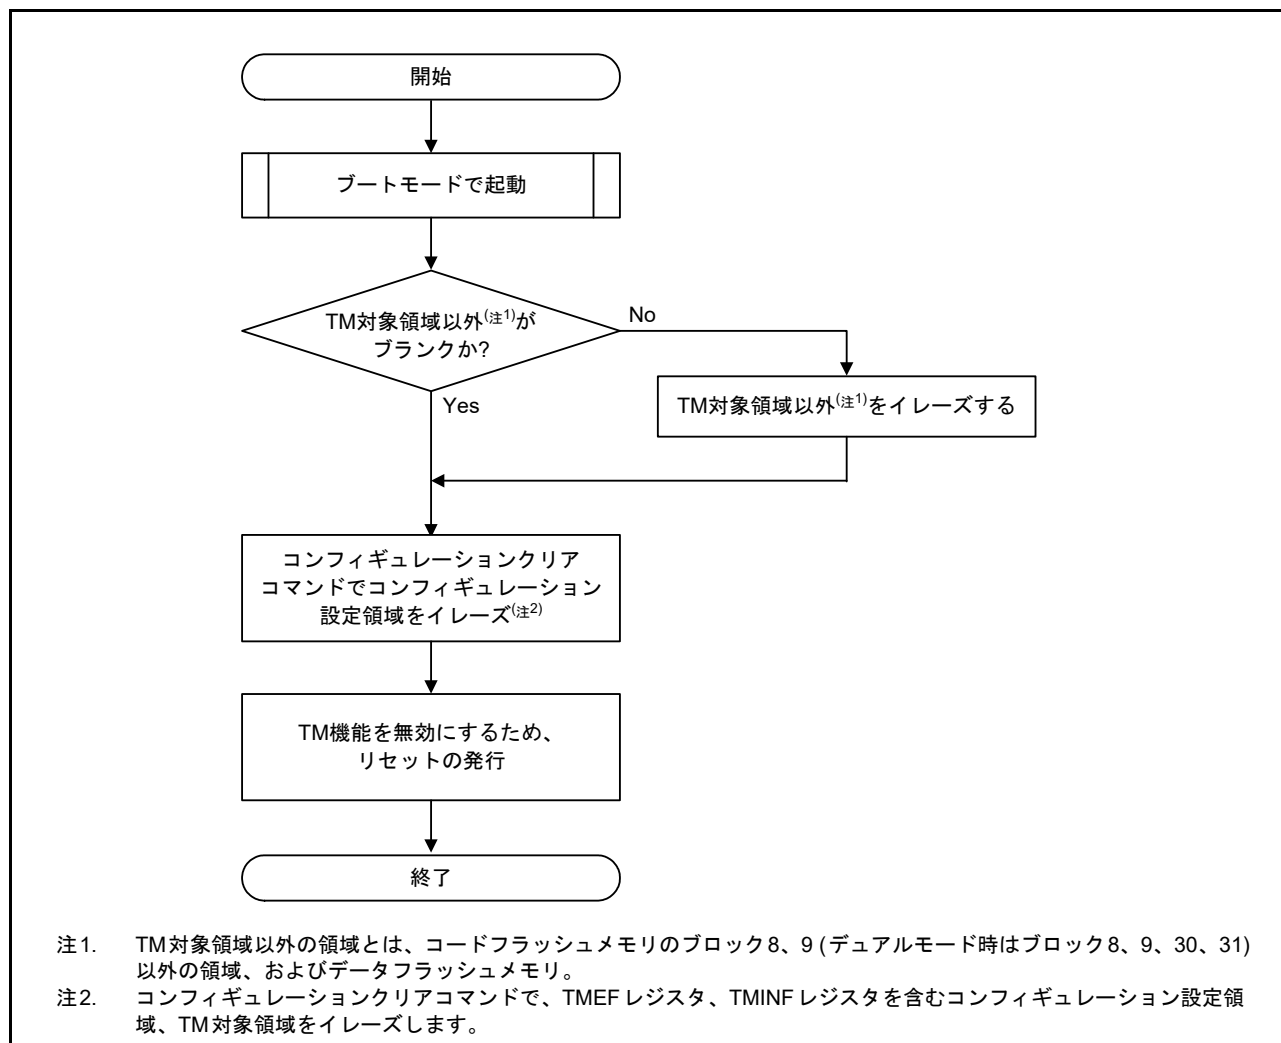 開始
ブートモードで起動
TM対象領域以外(注1)が
ブランクか?
No
Yes
TM対象領域以外(注1)をイレーズする
コンフィギュレーションクリア
コマンドでコンフィギュレーション
設定領域をイレーズ(注2)
TM機能を無効にするため、
リセットの発行
終了
注1. TM対象領域以外の領域とは、コードフラッシュメモリのブロック8、9 (デュアルモード時はブロック8、9、30、31)
以外の領域、およびデータフラッシュメモリ。
注2. コンフィギュレーションクリアコマンドで、TMEFレジスタ、TMINFレジスタを含むコンフィギュレーション設定領
域、TM対象領域をイレーズします。